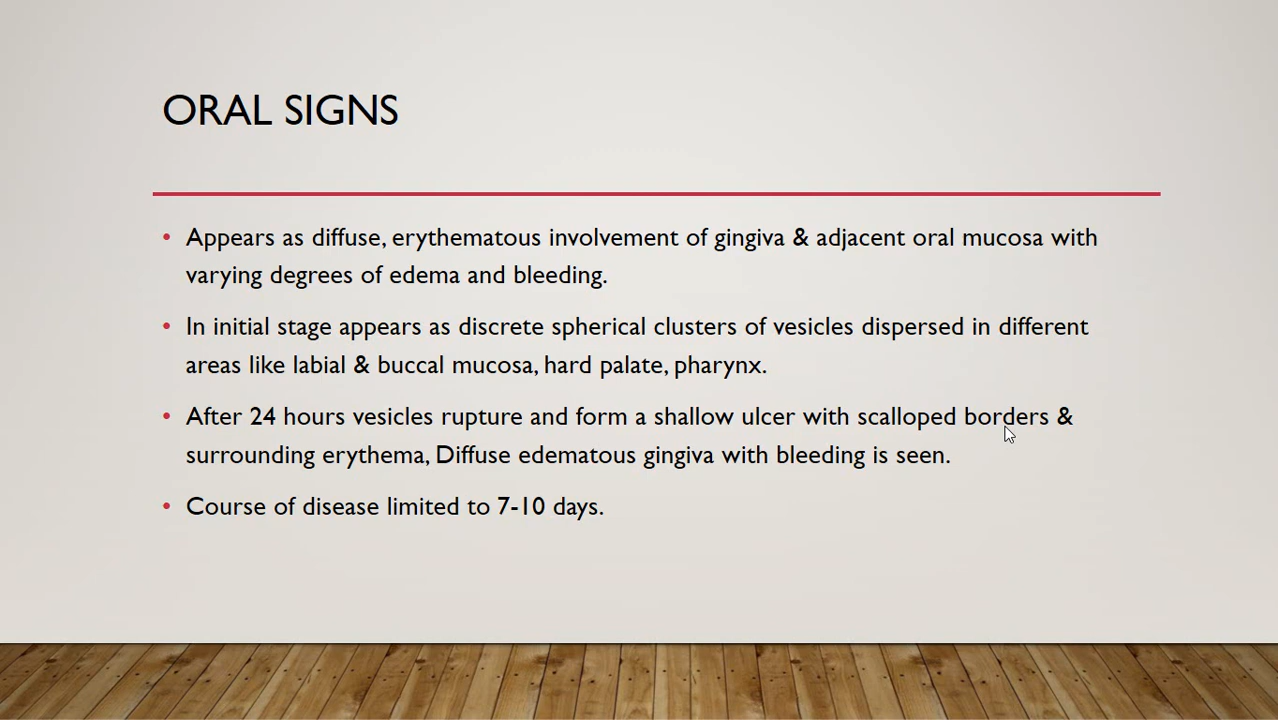 ORAL SIGNS
• Appears as diffuse, erythematous involvement of gingiva & adjacent oral mucosa with
varying degrees of edema and bleeding.
• In initial stage appears as discrete spherical clusters of vesicles dispersed in different
areas like labial & buccal mucosa, hard palate, pharynx.
• After 24 hours vesicles rupture and form a shallow ulcer with scalloped borders &
surrounding erythema, Diffuse edematous gingiva with bleeding is seen.
• Course of disease limited to 7-10 days.